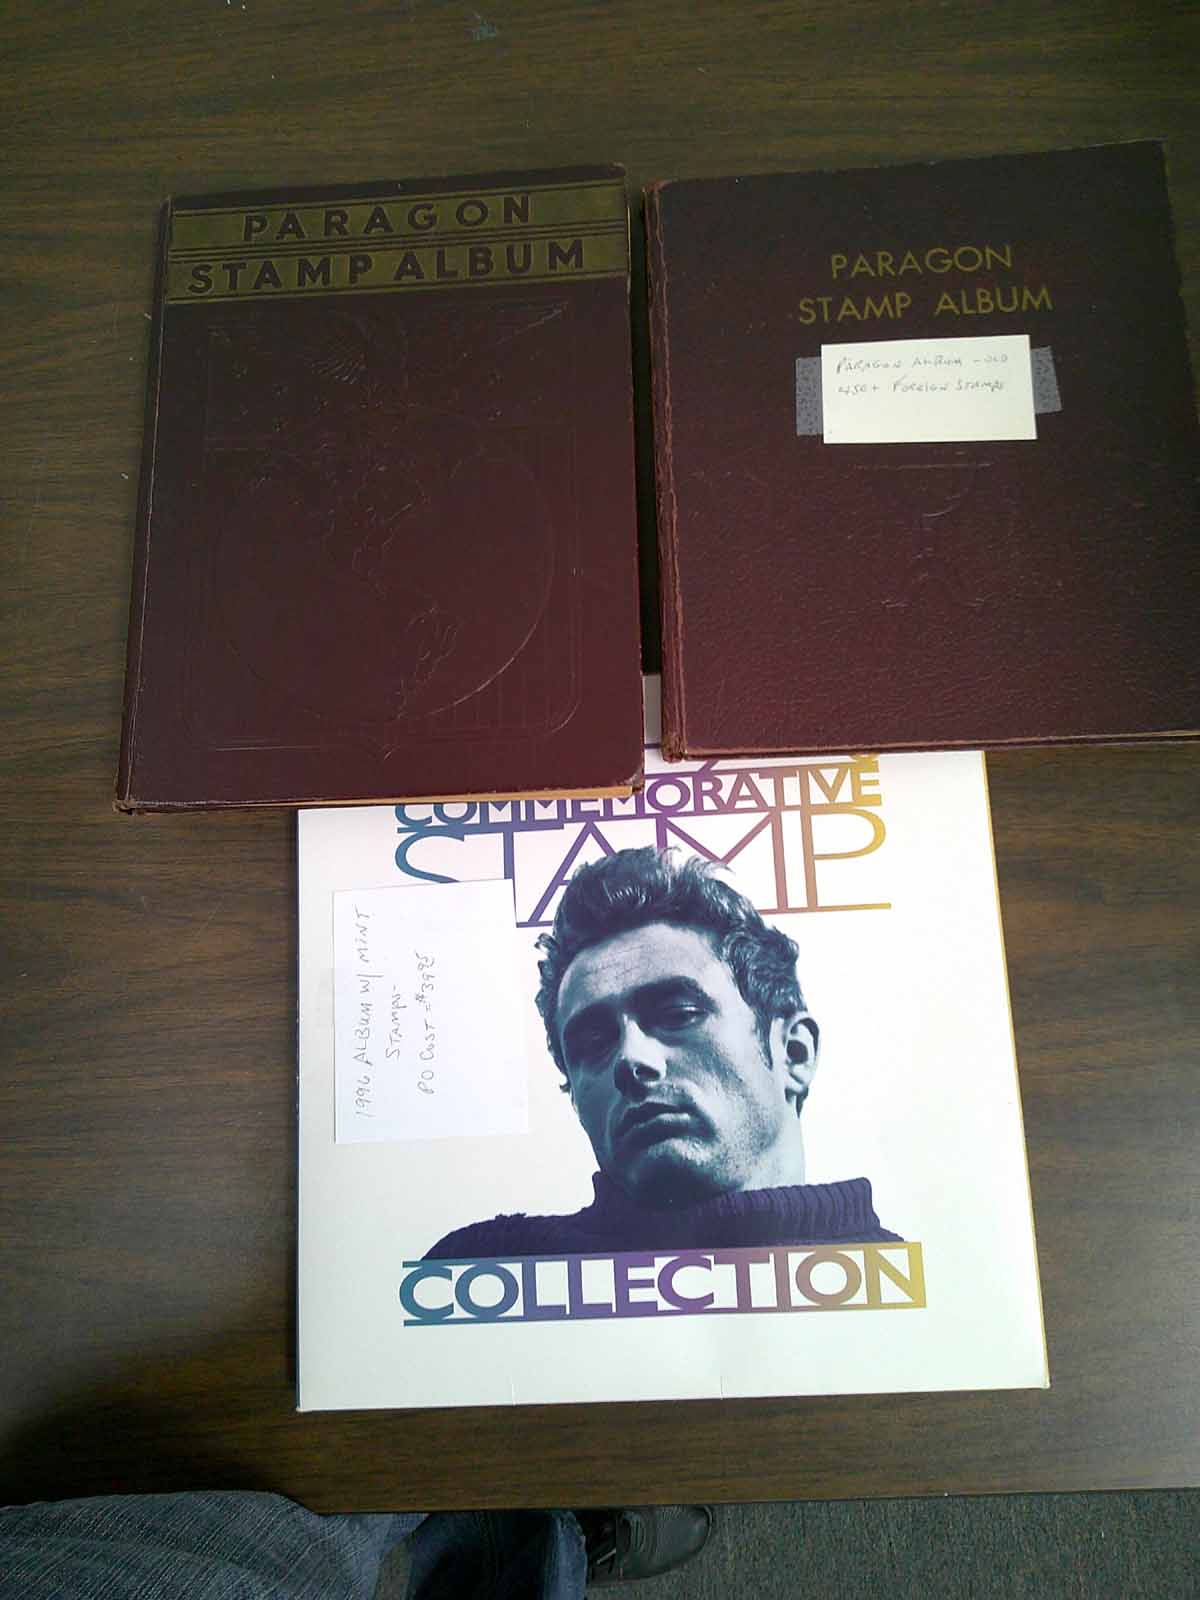 PARAGON
STAMP ALBUM
PARAGON
STAMP ALBUM
PARAGON ALBUM - OLD
450+ FOREIGN STAMPS
COMMEMORATIVE
STAMP
1996 ALBUM W/ MINT
STAMPS-
PO COST = $39.95
COLLECTION